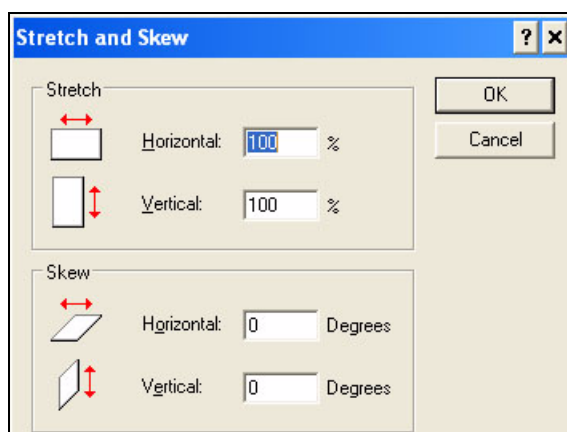 Stretch and Skew
Stretch
Horizontal: 100 %
Vertical: 100 %
Skew
Horizontal: 0 Degrees
Vertical: 0 Degrees
OK
Cancel